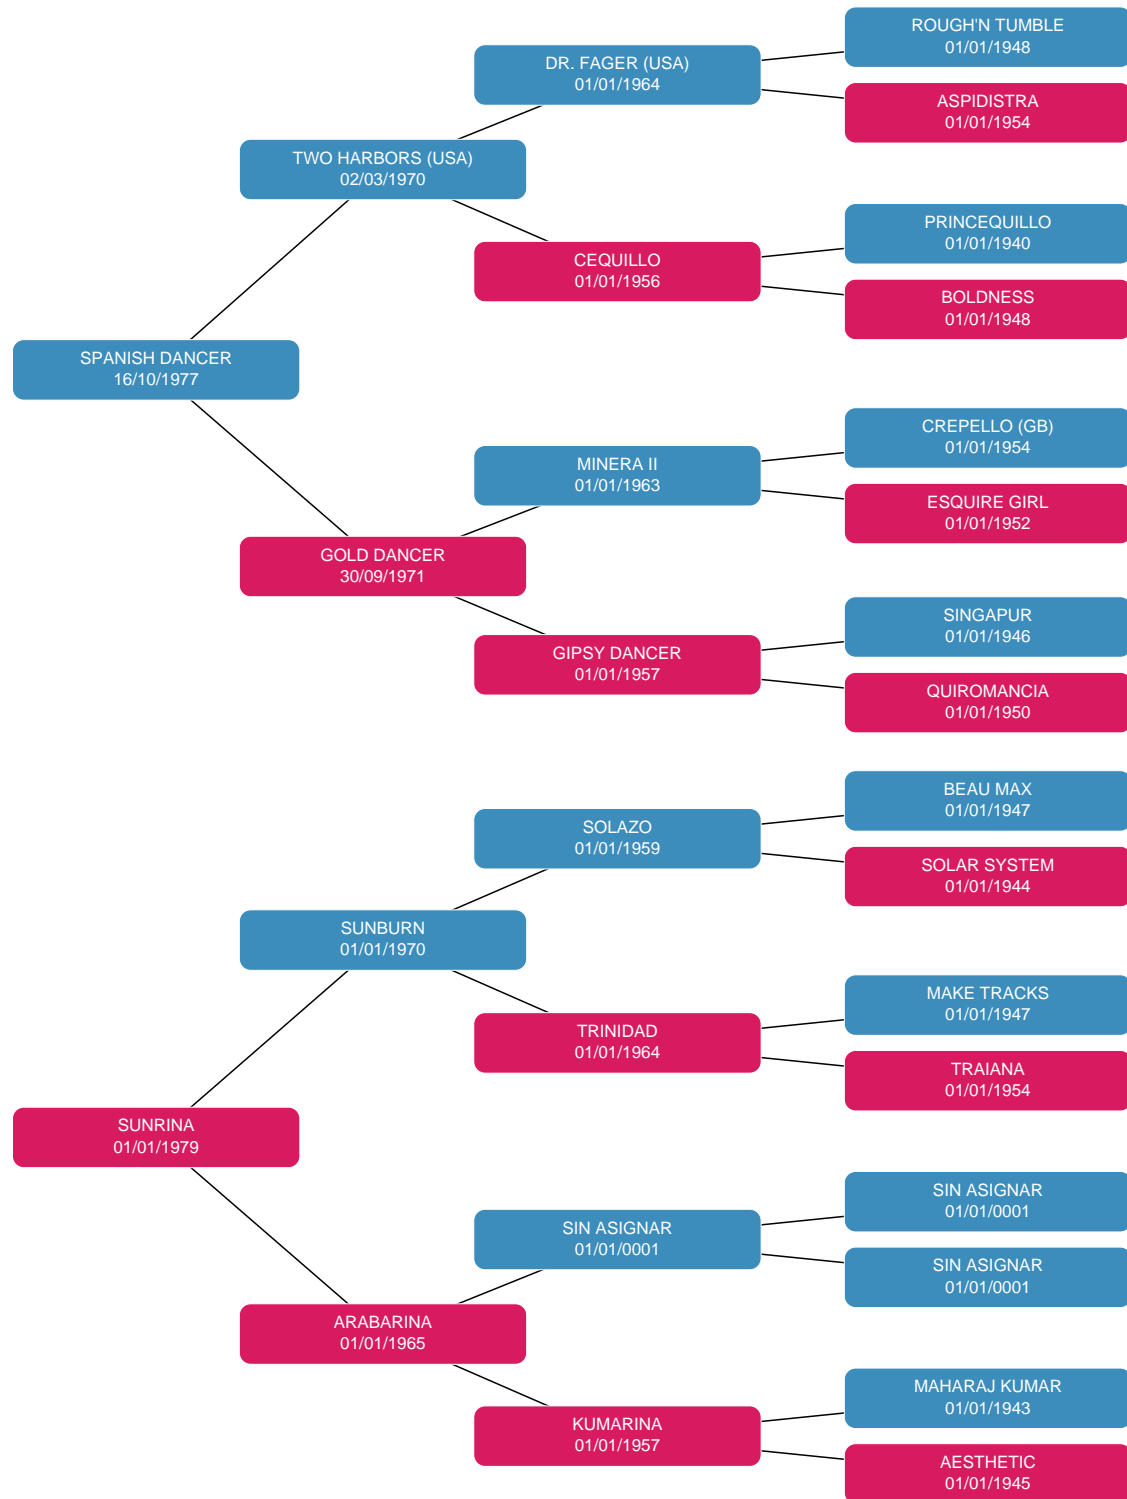 ROUGH'N TUMBLE
01/01/1948
DR. FAGER (USA)
01/01/1964
ASPIDISTRA
01/01/1954
TWO HARBORS (USA)
02/03/1970
PRINCEQUILLO
01/01/1940
CEQUILLO
01/01/1956
BOLDNESS
01/01/1948
SPANISH DANCER
16/10/1977
CREPELLO (GB)
01/01/1954
MINERA II
01/01/1963
ESQUIRE GIRL
01/01/1952
GOLD DANCER
30/09/1971
SINGAPUR
01/01/1946
GIPSY DANCER
01/01/1957
QUIROMANCIA
01/01/1950
BEAU MAX
01/01/1947
SOLAZO
01/01/1959
SOLAR SYSTEM
01/01/1944
SUNBURN
01/01/1970
MAKE TRACKS
01/01/1947
TRINIDAD
01/01/1964
TRAIANA
01/01/1954
SUNRINA
01/01/1979
SIN ASIGNAR
01/01/0001
SIN ASIGNAR
01/01/0001
SIN ASIGNAR
01/01/0001
ARABARINA
01/01/1965
MAHARAJ KUMAR
01/01/1943
KUMARINA
01/01/1957
AESTHETIC
01/01/1945